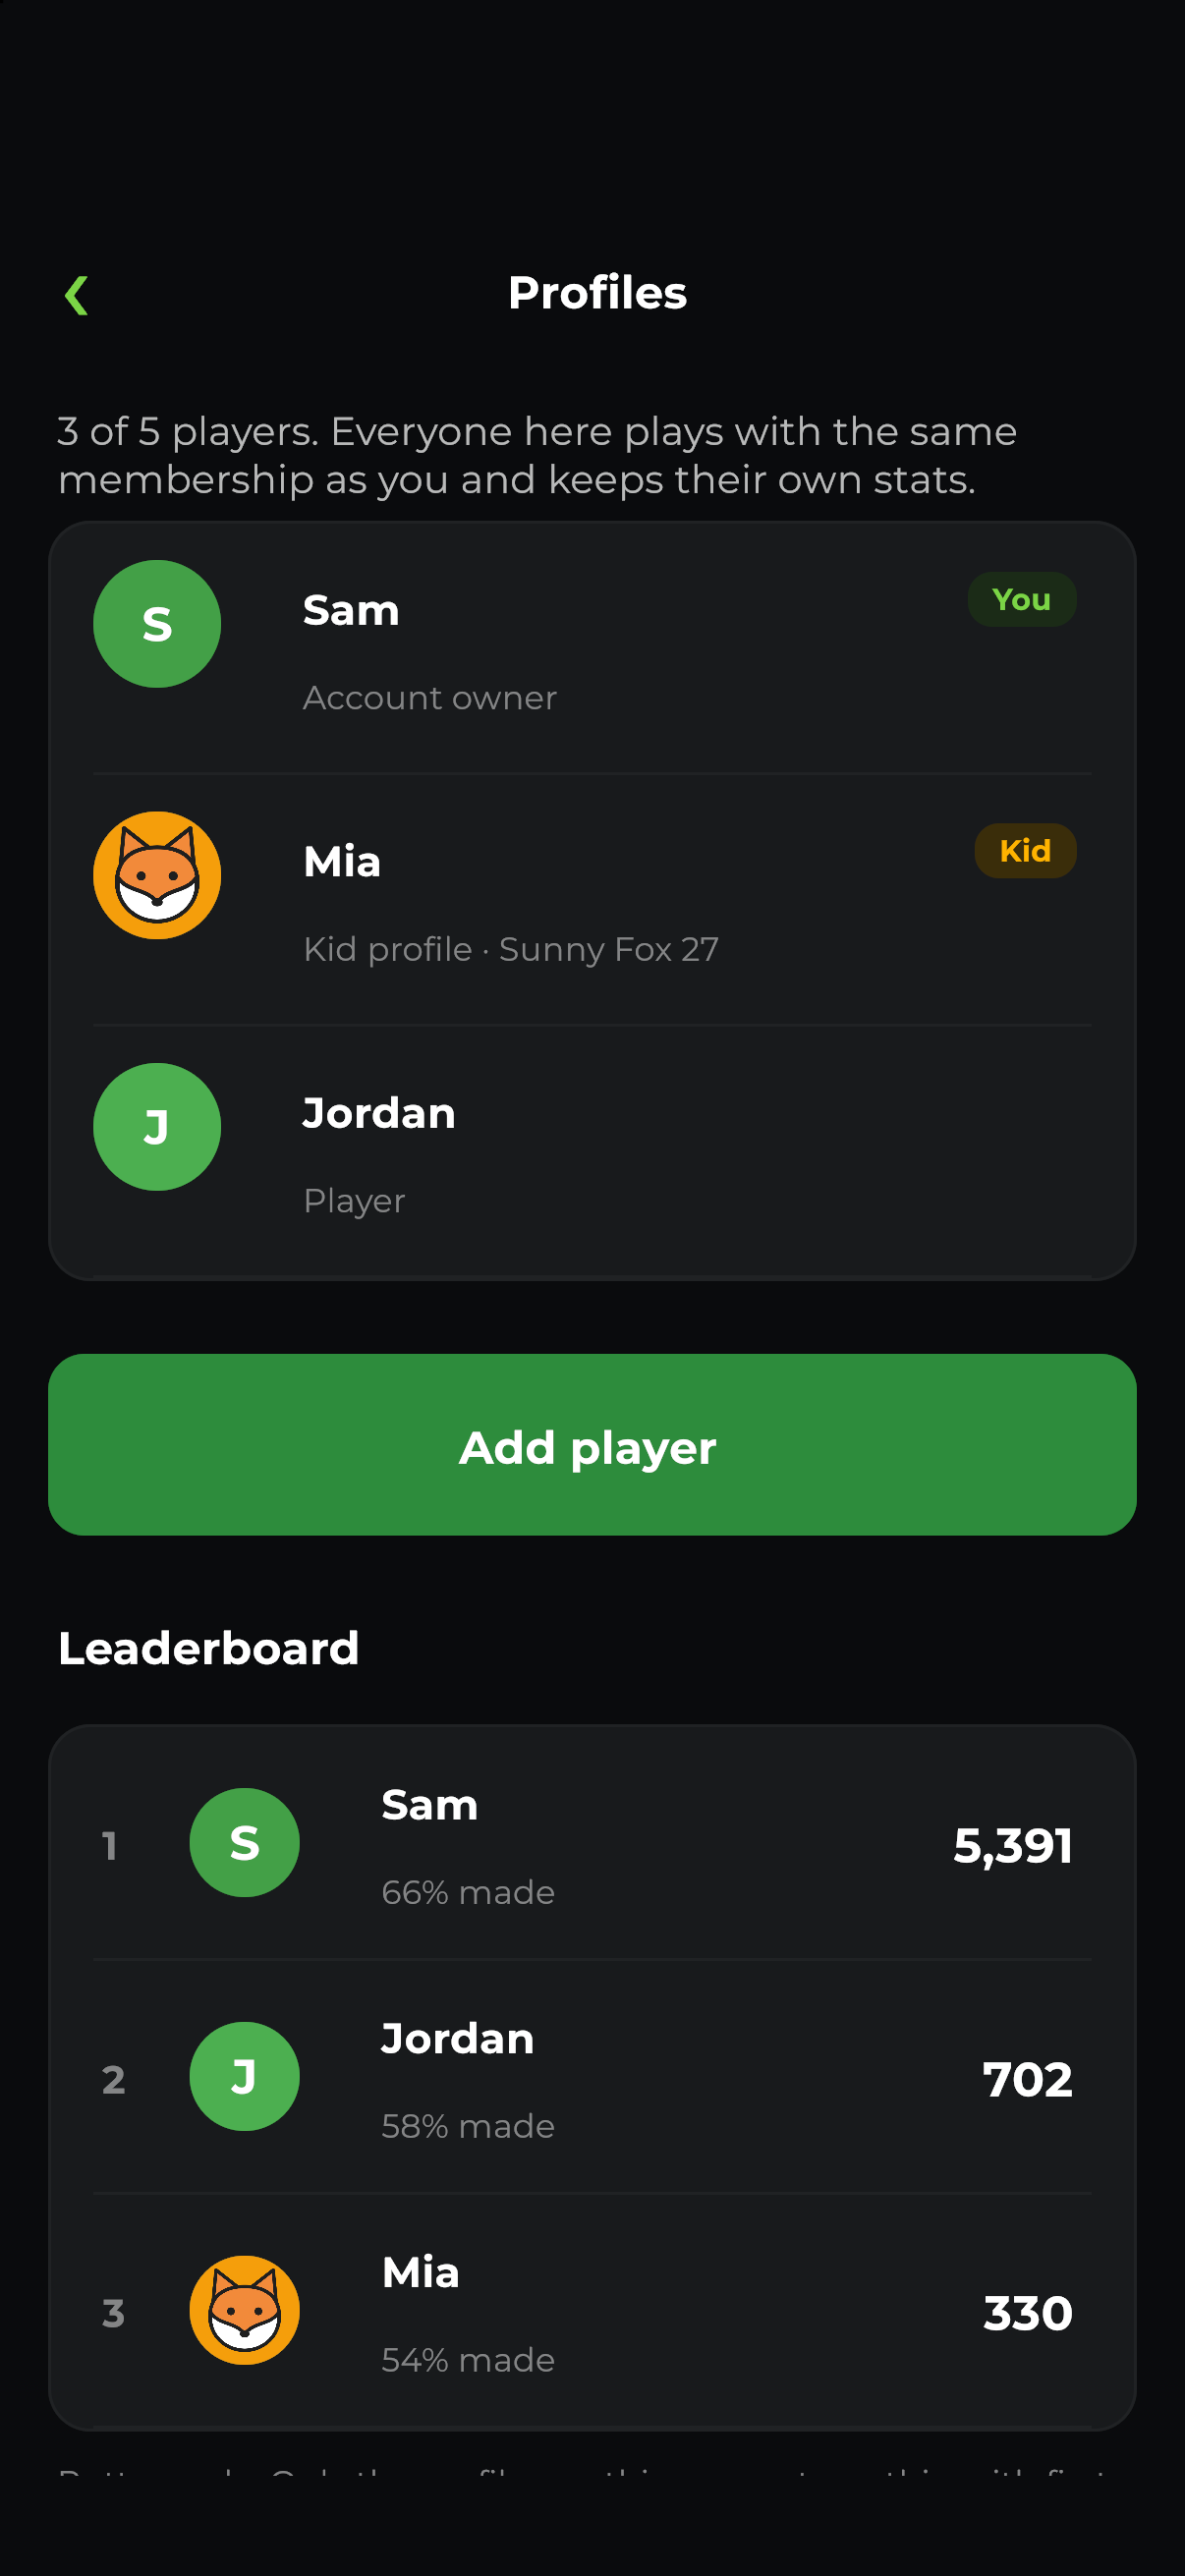 Profiles
3 of 5 players. Everyone here plays with the same
membership as you and keeps their own stats.
S
Sam
You
Account owner
Mia
Kid
Kid profile · Sunny Fox 27
J
Jordan
Player
Add player
Leaderboard
1
S
Sam
66% made
5,391
2
J
Jordan
58% made
702
3
Mia
54% made
330